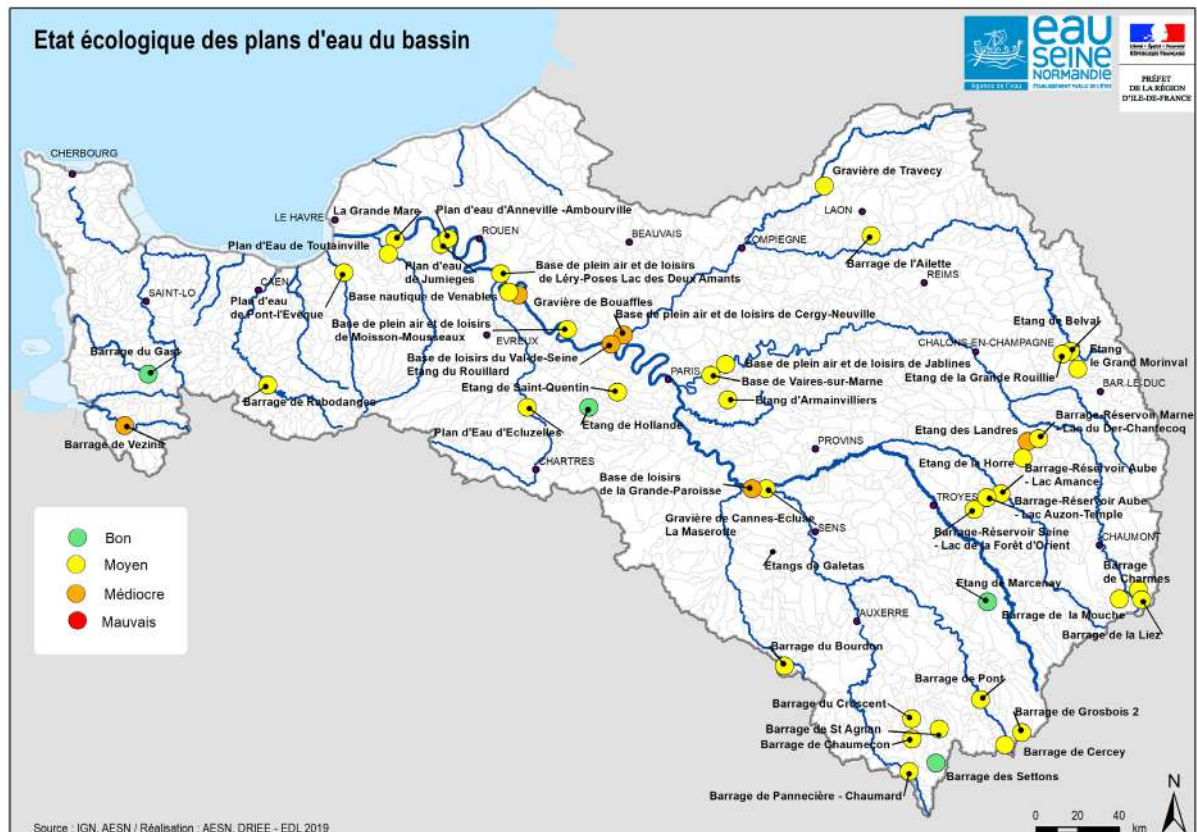 Etat écologique des plans d'eau du bassin
eau
SEINE
NORMANDIE
Agence de l'eau
ÉTABLISSEMENT PUBLIC DE L'ÉTAT
Liberté • Égalité • Fraternité
RÉPUBLIQUE FRANÇAISE
PRÉFET
DE LA RÉGION
D'ILE-DE-FRANCE
CHERBOURG
Gravière de Travecy
LAON
La Grande Mare
Plan d'eau d'Anneville -Ambourville
LE HAVRE
ROUEN
BEAUVAIS
COMPIEGNE
Plan d'Eau de Toutainville
Barrage de l'Ailette
Plan d'eau
de Jumieges
Base de plein air et de loisirs
de Léry-Poses Lac des Deux Amants
REIMS
SAINT-LO
CAEN
Plan d'eau
de Pont-l'Evêque
Base nautique de Venables
Gravière de Bouaffles
Base de plein air et de loisirs de Cergy-Neuville
Base de plein air et de loisirs
de Moisson-Mousseaux
EVREUX
Etang de Belval
CHALONS-EN-CHAMPAGNE
Etang
le Grand Morinval
Barrage du Gast
Base de loisirs du Val-de-Seine
Etang du Rouillard
PARIS
Base de plein air et de loisirs de Jablines
Base de Vaires-sur-Marne
Etang de la Grande Rouillie
BAR-LE-DUC
Barrage de Rabodanges
Etang de Saint-Quentin
Etang d'Armainvilliers
Barrage de Vezins
Plan d'Eau d'Ecluzelles
Etang de Hollande
Etang des Landres
Barrage-Réservoir Marne
- Lac du Der-Chantecoq
PROVINS
CHARTRES
Etang de la Horre
Barrage-Réservoir Aube
- Lac Amance
Base de loisirs
de la Grande-Paroisse
TROYES
Barrage-Réservoir Aube
- Lac Auzon-Temple
Gravière de Cannes-Ecluse
La Maserotte
SENS
Barrage-Réservoir Seine
- Lac de la Forêt d'Orient
CHAUMONT
Etangs de Galetas
Barrage
de Charmes
Etang de Marcenay
Barrage de la Mouche
Barrage de la Liez
AUXERRE
Barrage du Bourdon
Barrage de Pont
Barrage du Crescent
Barrage de Grosbois 2
Barrage de St Agnan
Barrage de Chaumeçon
Barrage de Cercey
Barrage des Settons
Barrage de Pannecière - Chaumard
Bon
Moyen
Médiocre
Mauvais
N
0 20 40
km
Source : IGN, AESN / Réalisation : AESN, DRIEE - EDL 2019